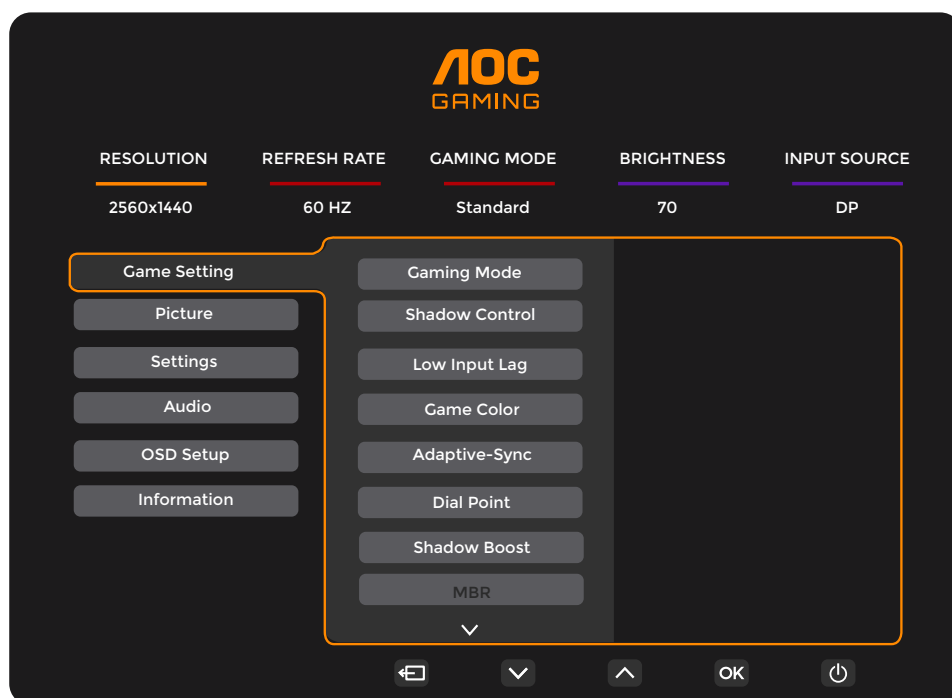 AOC
GAMING
RESOLUTION REFRESH RATE GAMING MODE BRIGHTNESS INPUT SOURCE
2560x1440 60 HZ Standard 70 DP
Game Setting
Picture
Settings
Audio
OSD Setup
Information
Gaming Mode
Shadow Control
Low Input Lag
Game Color
Adaptive-Sync
Dial Point
Shadow Boost
MBR
OK